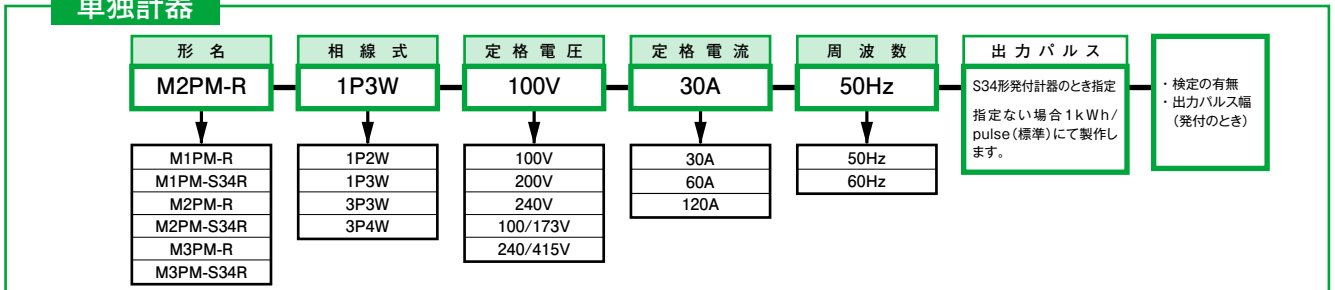 単独計器
形名
相線式
定格電圧
定格電流
周波数
出力パルス
M2PM-R
1P3W
100V
30A
50Hz
S34形発付計器のとき指定
指定ない場合1kWh/
pulse(標準)にて製作し
ます。
・検定の有無
・出力パルス幅
(発付のとき)
M1PM-R
M1PM-S34R
M2PM-R
M2PM-S34R
M3PM-R
M3PM-S34R
1P2W
1P3W
3P3W
3P4W
100V
200V
240V
100/173V
240/415V
30A
60A
120A
50Hz
60Hz